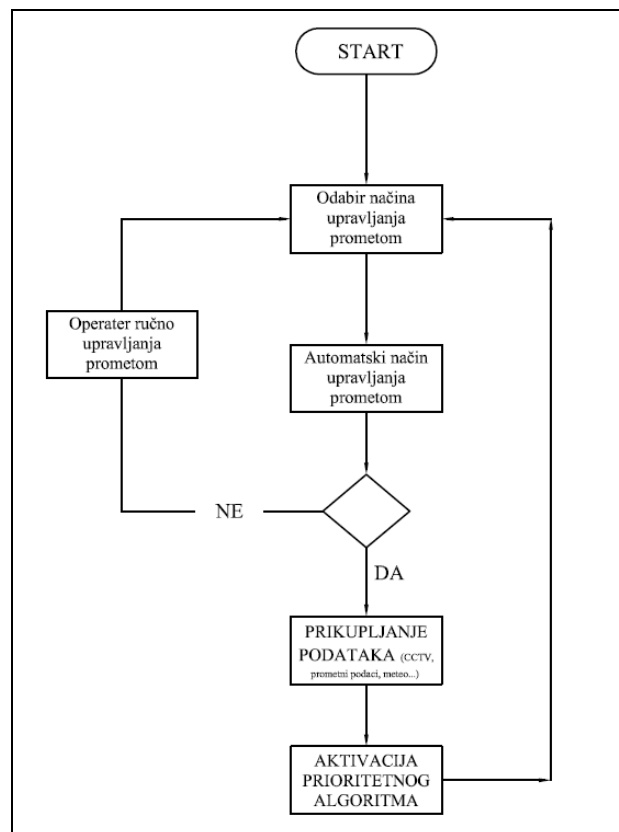 START
Odabir načina
upravljanja
prometom
Operater ručno
upravljanja
prometom
Automatski način
upravljanja
prometom
NE
DA
PRIKUPLJANJE
PODATAKA (CCTV,
prometni podaci, meteo...)
AKTIVACIJA
PRIORITETNOG
ALGORITMA